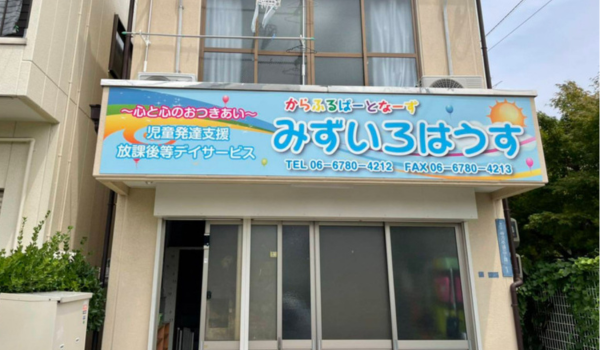 ～心と心のおつきあい～
児童発達支援
放課後等デイサービス
からふるぱーとなーず
みずいろはうす
TEL 06-6780-4212 FAX 06-6780-4213